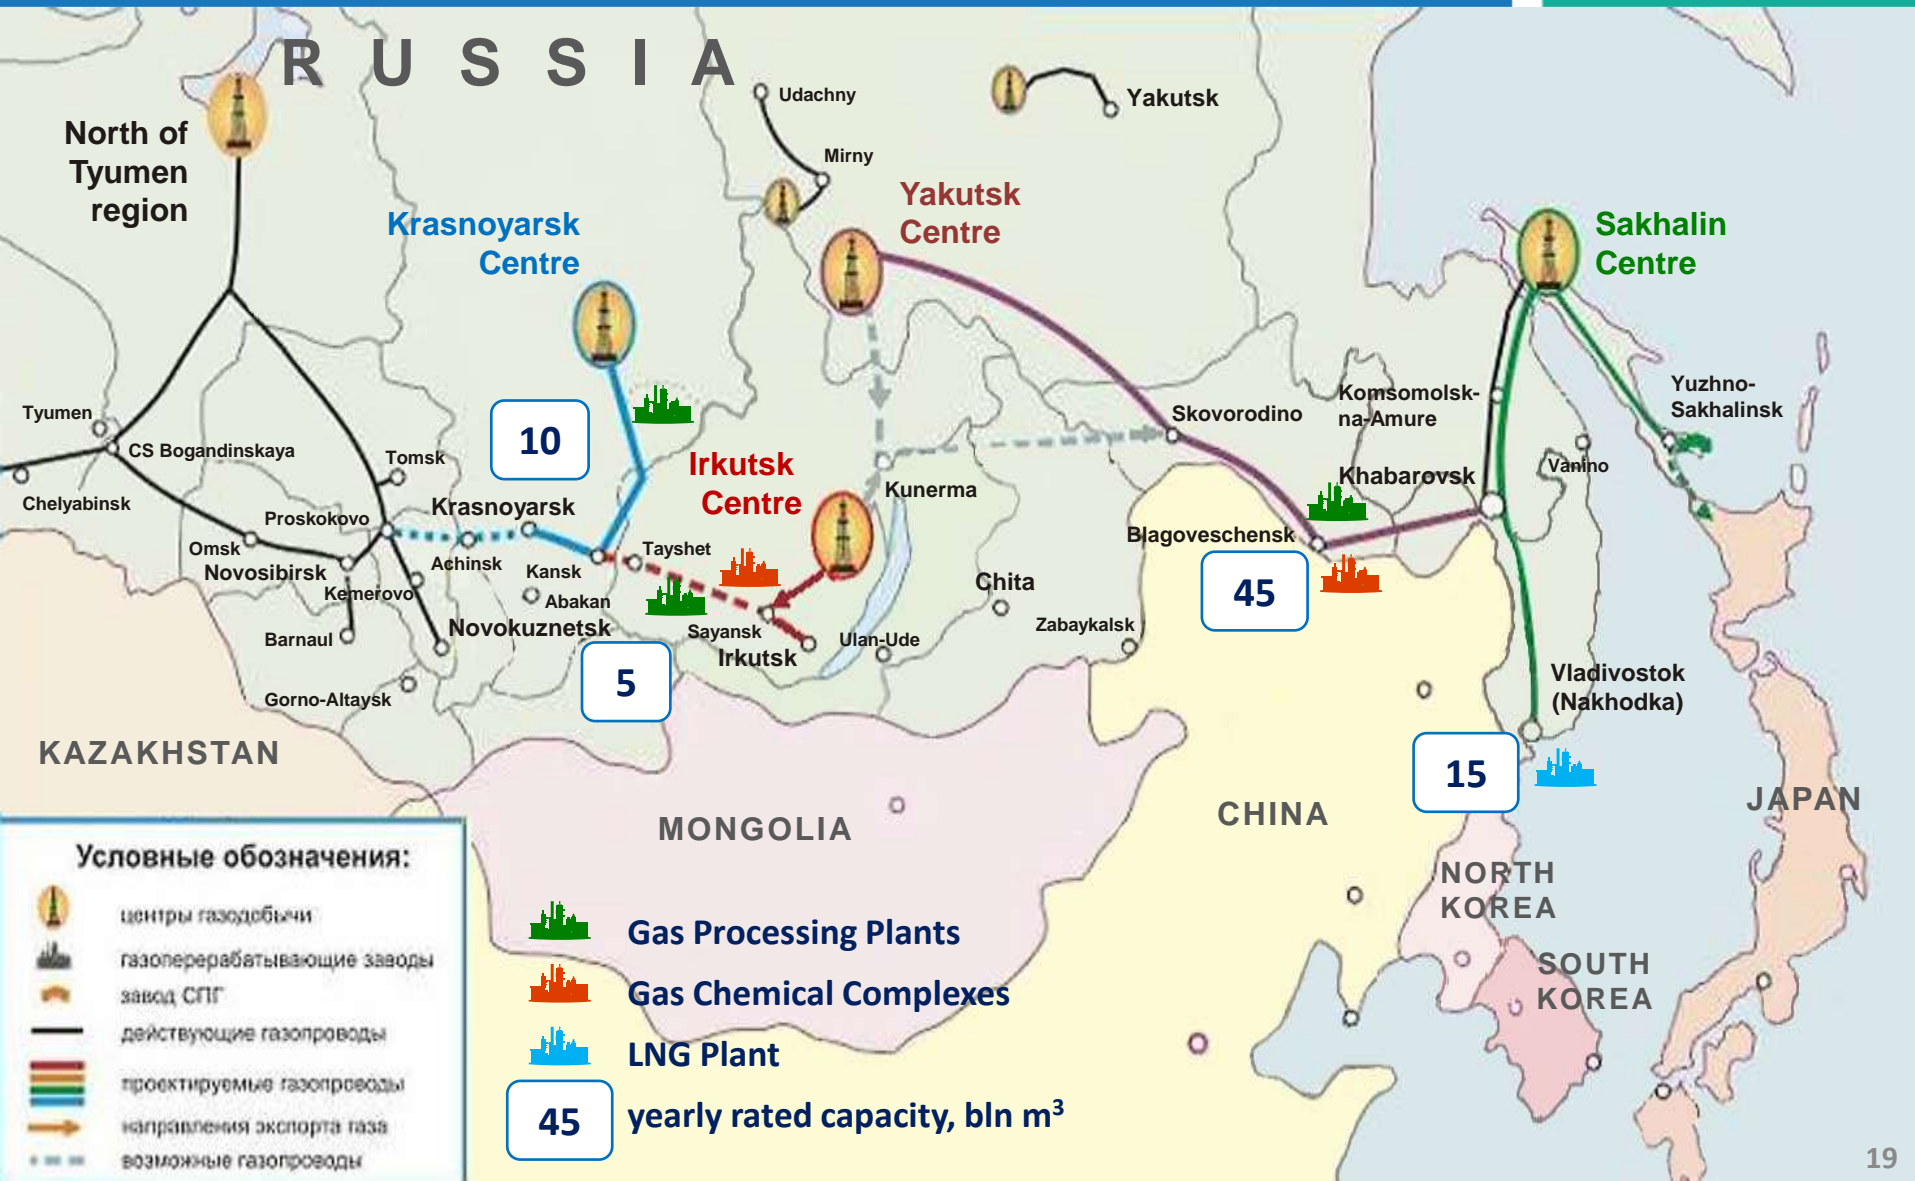 R U S S I A
Udachny
Yakutsk
North of
Tyumen
region
Mirny
Yakutsk
Centre
Krasnoyarsk
Centre
Sakhalin
Centre
Tyumen
CS Bogandinskaya
Chelyabinsk
Tomsk
10
Irkutsk
Centre
Skovorodino
Komsomolsk-
na-Amure
Yuzhno-
Sakhalinsk
Krasnoyarsk
Kunerma
Khabarovsk
Vanino
Proskokovo
Omsk
Novosibirsk
Achinsk
Tayshet
Kansk
Blagoveschensk
Kemerovo
Abakan
Chita
45
Barnaul
Novokuznetsk
Sayansk
Irkutsk
Ulan-Ude
Zabaykalsk
Gorno-Altaysk
5
Vladivostok
(Nakhodka)
KAZAKHSTAN
15
MONGOLIA
CHINA
JAPAN
NORTH
KOREA
SOUTH
KOREA
Условные обозначения:
центры газодобычи
газоперерабатывающие заводы
завод СПГ
действующие газопроводы
проектируемые газопроводы
направления экспорта газа
возможные газопроводы
Gas Processing Plants
Gas Chemical Complexes
LNG Plant
45 yearly rated capacity, bln m³
19